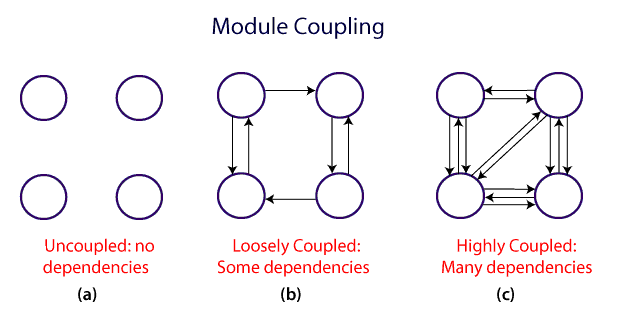 Module Coupling
Uncoupled: no
dependencies
(a)
Loosely Coupled:
Some dependencies
(b)
Highly Coupled:
Many dependencies
(c)